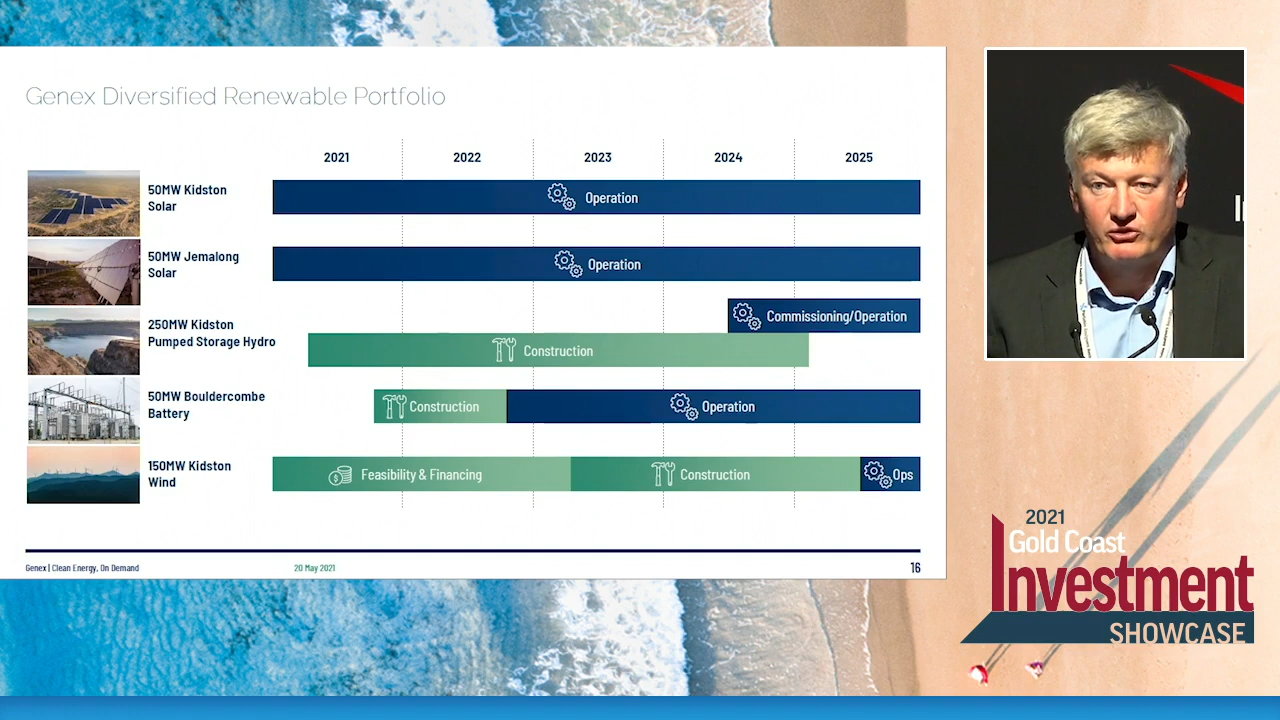 Genex Diversified Renewable Portfolio
2021
2022
2023
2024
2025
50MW Kidston
Solar
Operation
50MW Jemalong
Solar
Operation
250MW Kidston
Pumped Storage Hydro
Commissioning/Operation
Construction
50MW Bouldercombe
Battery
Construction
Operation
150MW Kidston
Wind
Feasibility & Financing
Construction
Ops
Genex | Clean Energy, On Demand
20 May 2021
16
2021
Gold Coast
Investment
SHOWCASE